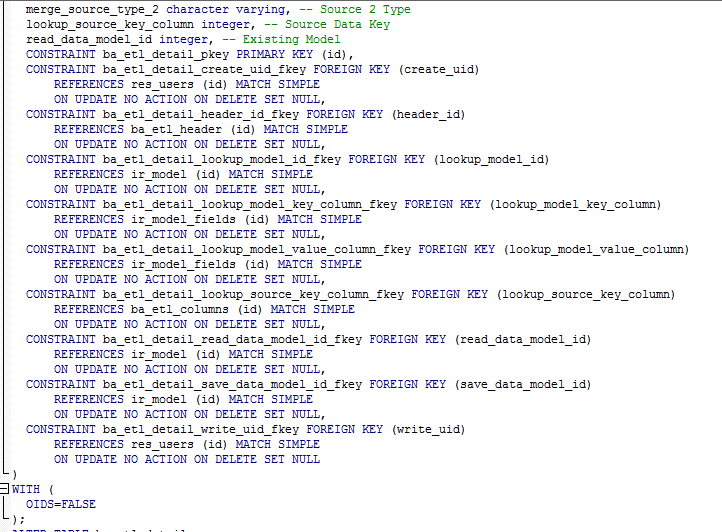 merge_source_type_2 character varying, -- Source 2 Type
lookup_source_key_column integer, -- Source Data Key
read_data_model_id integer, -- Existing Model
CONSTRAINT ba_etl_detail_pkey PRIMARY KEY (id),
CONSTRAINT ba_etl_detail_create_uid_fkey FOREIGN KEY (create_uid)
REFERENCES res_users (id) MATCH SIMPLE
ON UPDATE NO ACTION ON DELETE SET NULL,
CONSTRAINT ba_etl_detail_header_id_fkey FOREIGN KEY (header_id)
REFERENCES ba_etl_header (id) MATCH SIMPLE
ON UPDATE NO ACTION ON DELETE SET NULL,
CONSTRAINT ba_etl_detail_lookup_model_id_fkey FOREIGN KEY (lookup_model_id)
REFERENCES ir_model (id) MATCH SIMPLE
ON UPDATE NO ACTION ON DELETE SET NULL,
CONSTRAINT ba_etl_detail_lookup_model_key_column_fkey FOREIGN KEY (lookup_model_key_column)
REFERENCES ir_model_fields (id) MATCH SIMPLE
ON UPDATE NO ACTION ON DELETE SET NULL,
CONSTRAINT ba_etl_detail_lookup_model_value_column_fkey FOREIGN KEY (lookup_model_value_column)
REFERENCES ir_model_fields (id) MATCH SIMPLE
ON UPDATE NO ACTION ON DELETE SET NULL,
CONSTRAINT ba_etl_detail_lookup_source_key_column_fkey FOREIGN KEY (lookup_source_key_column)
REFERENCES ba_etl_columns (id) MATCH SIMPLE
ON UPDATE NO ACTION ON DELETE SET NULL,
CONSTRAINT ba_etl_detail_read_data_model_id_fkey FOREIGN KEY (read_data_model_id)
REFERENCES ir_model (id) MATCH SIMPLE
ON UPDATE NO ACTION ON DELETE SET NULL,
CONSTRAINT ba_etl_detail_save_data_model_id_fkey FOREIGN KEY (save_data_model_id)
REFERENCES ir_model (id) MATCH SIMPLE
ON UPDATE NO ACTION ON DELETE SET NULL,
CONSTRAINT ba_etl_detail_write_uid_fkey FOREIGN KEY (write_uid)
REFERENCES res_users (id) MATCH SIMPLE
ON UPDATE NO ACTION ON DELETE SET NULL
)
WITH (
OIDS=FALSE
);